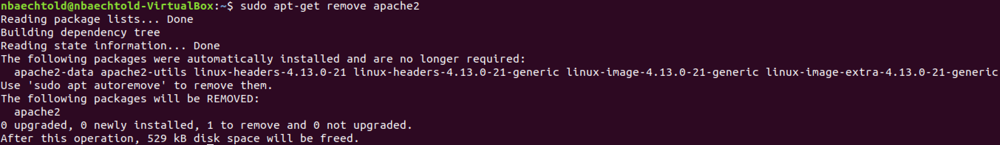 nbaechtold@nbaechtold-VirtualBox:~$ sudo apt-get remove apache2
Reading package lists... Done
Building dependency tree
Reading state information... Done
The following packages were automatically installed and are no longer required:
  apache2-data apache2-utils linux-headers-4.13.0-21 linux-headers-4.13.0-21-generic linux-image-4.13.0-21-generic linux-image-extra-4.13.0-21-generic
Use 'sudo apt autoremove' to remove them.
The following packages will be REMOVED:
  apache2
0 upgraded, 0 newly installed, 1 to remove and 0 not upgraded.
After this operation, 529 kB disk space will be freed.